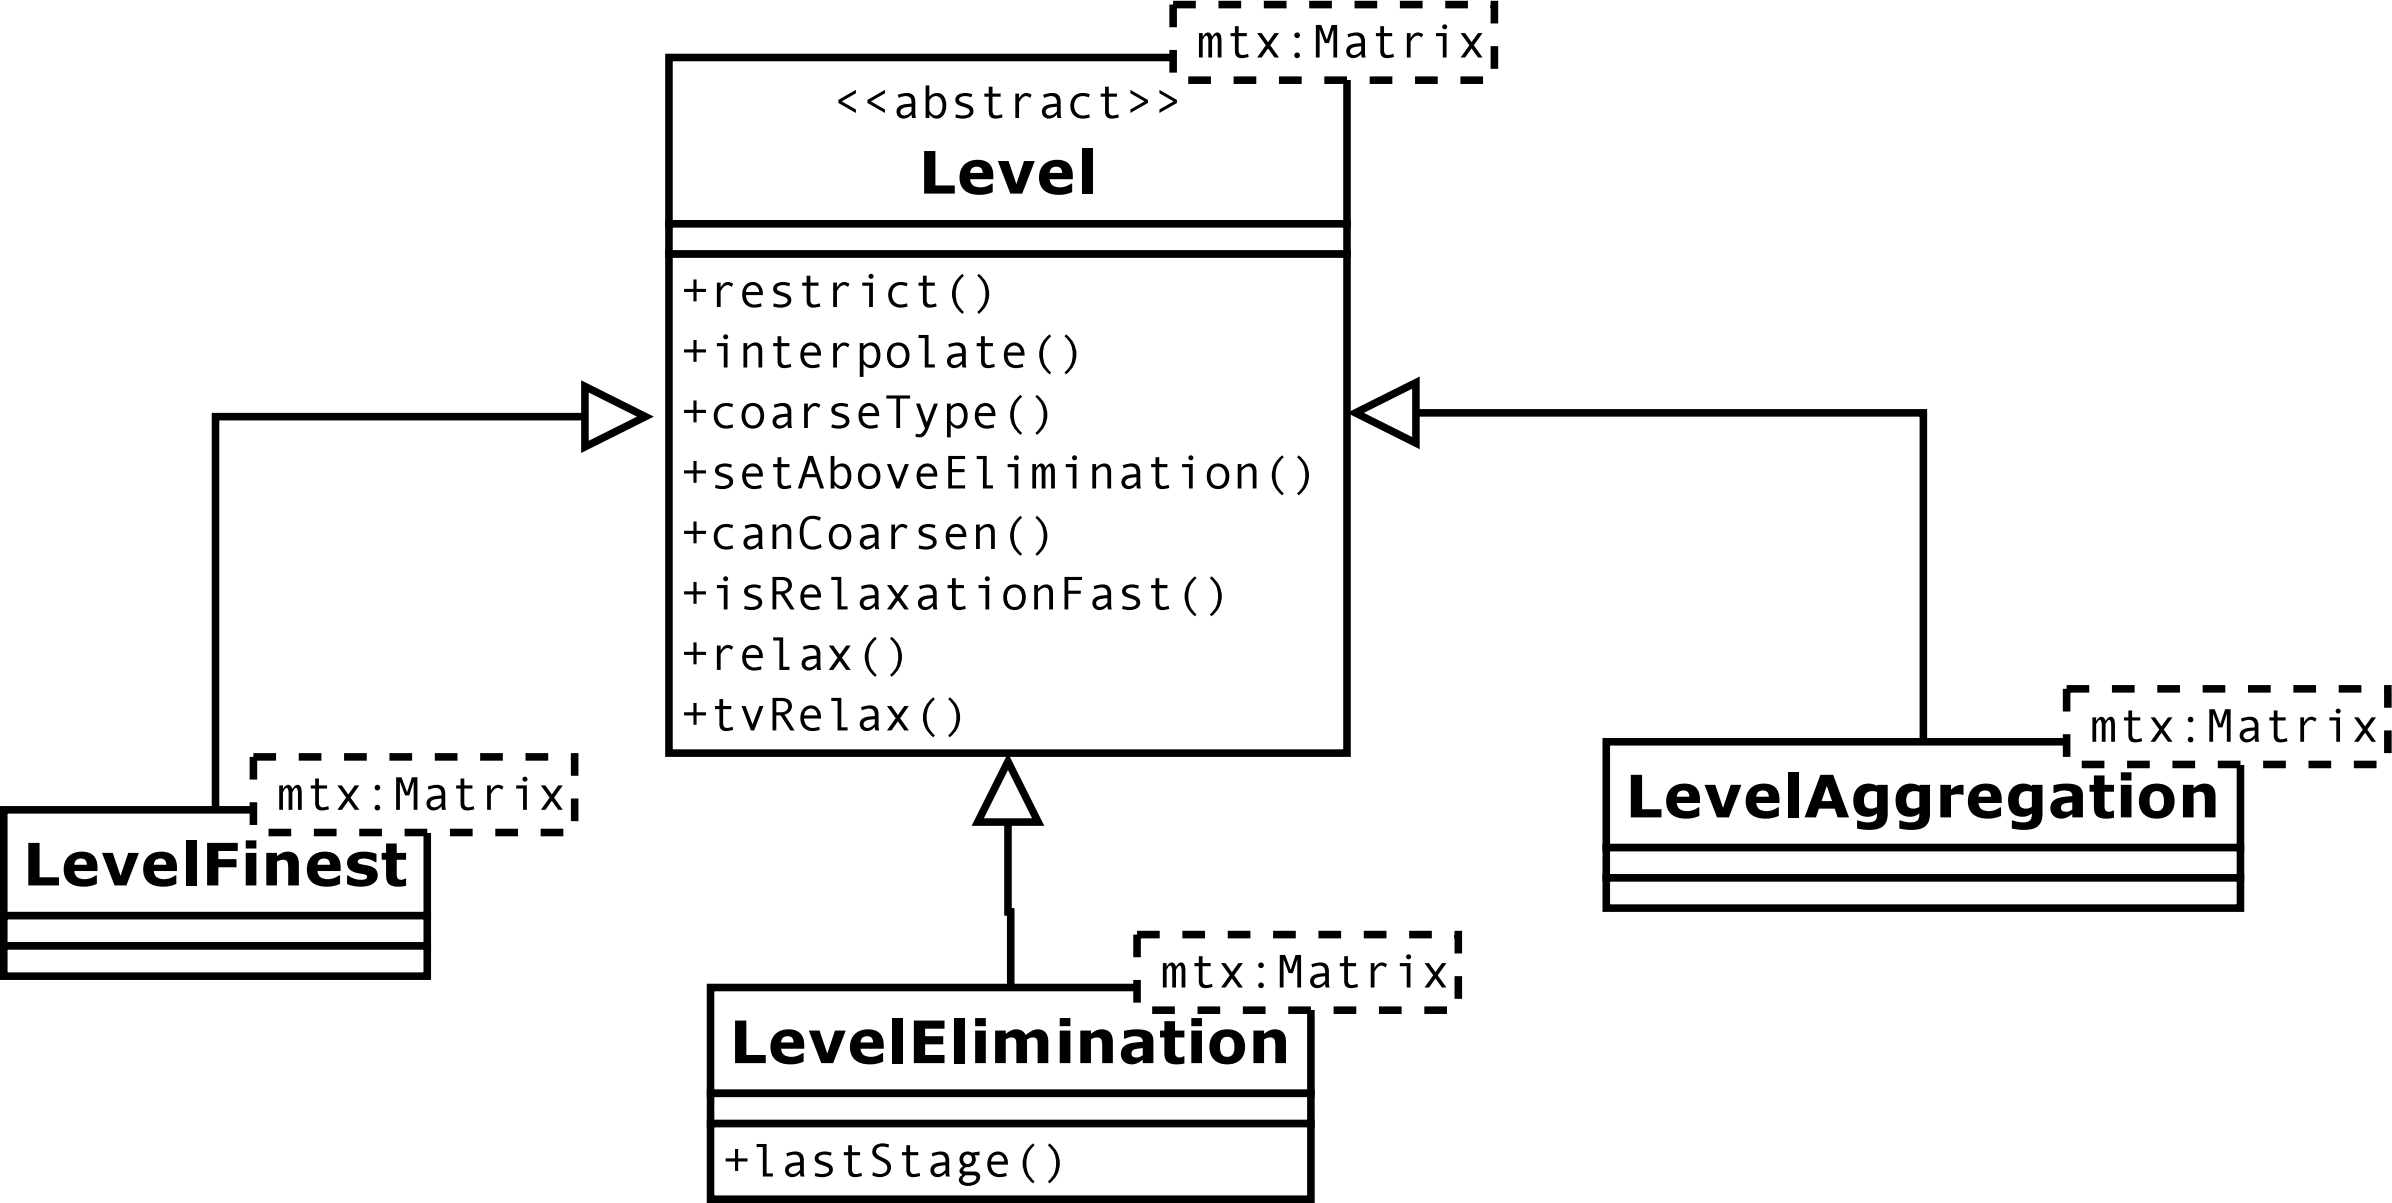 mtx:Matrix
<<abstract>>
Level
+restrict()
+interpolate()
+coarseType()
+setAboveElimination()
+canCoarsen()
+isRelaxationFast()
+relax()
+tvRelax()
mtx:Matrix
LevelFinest
mtx:Matrix
LevelElimination
+lastStage()
mtx:Matrix
LevelAggregation